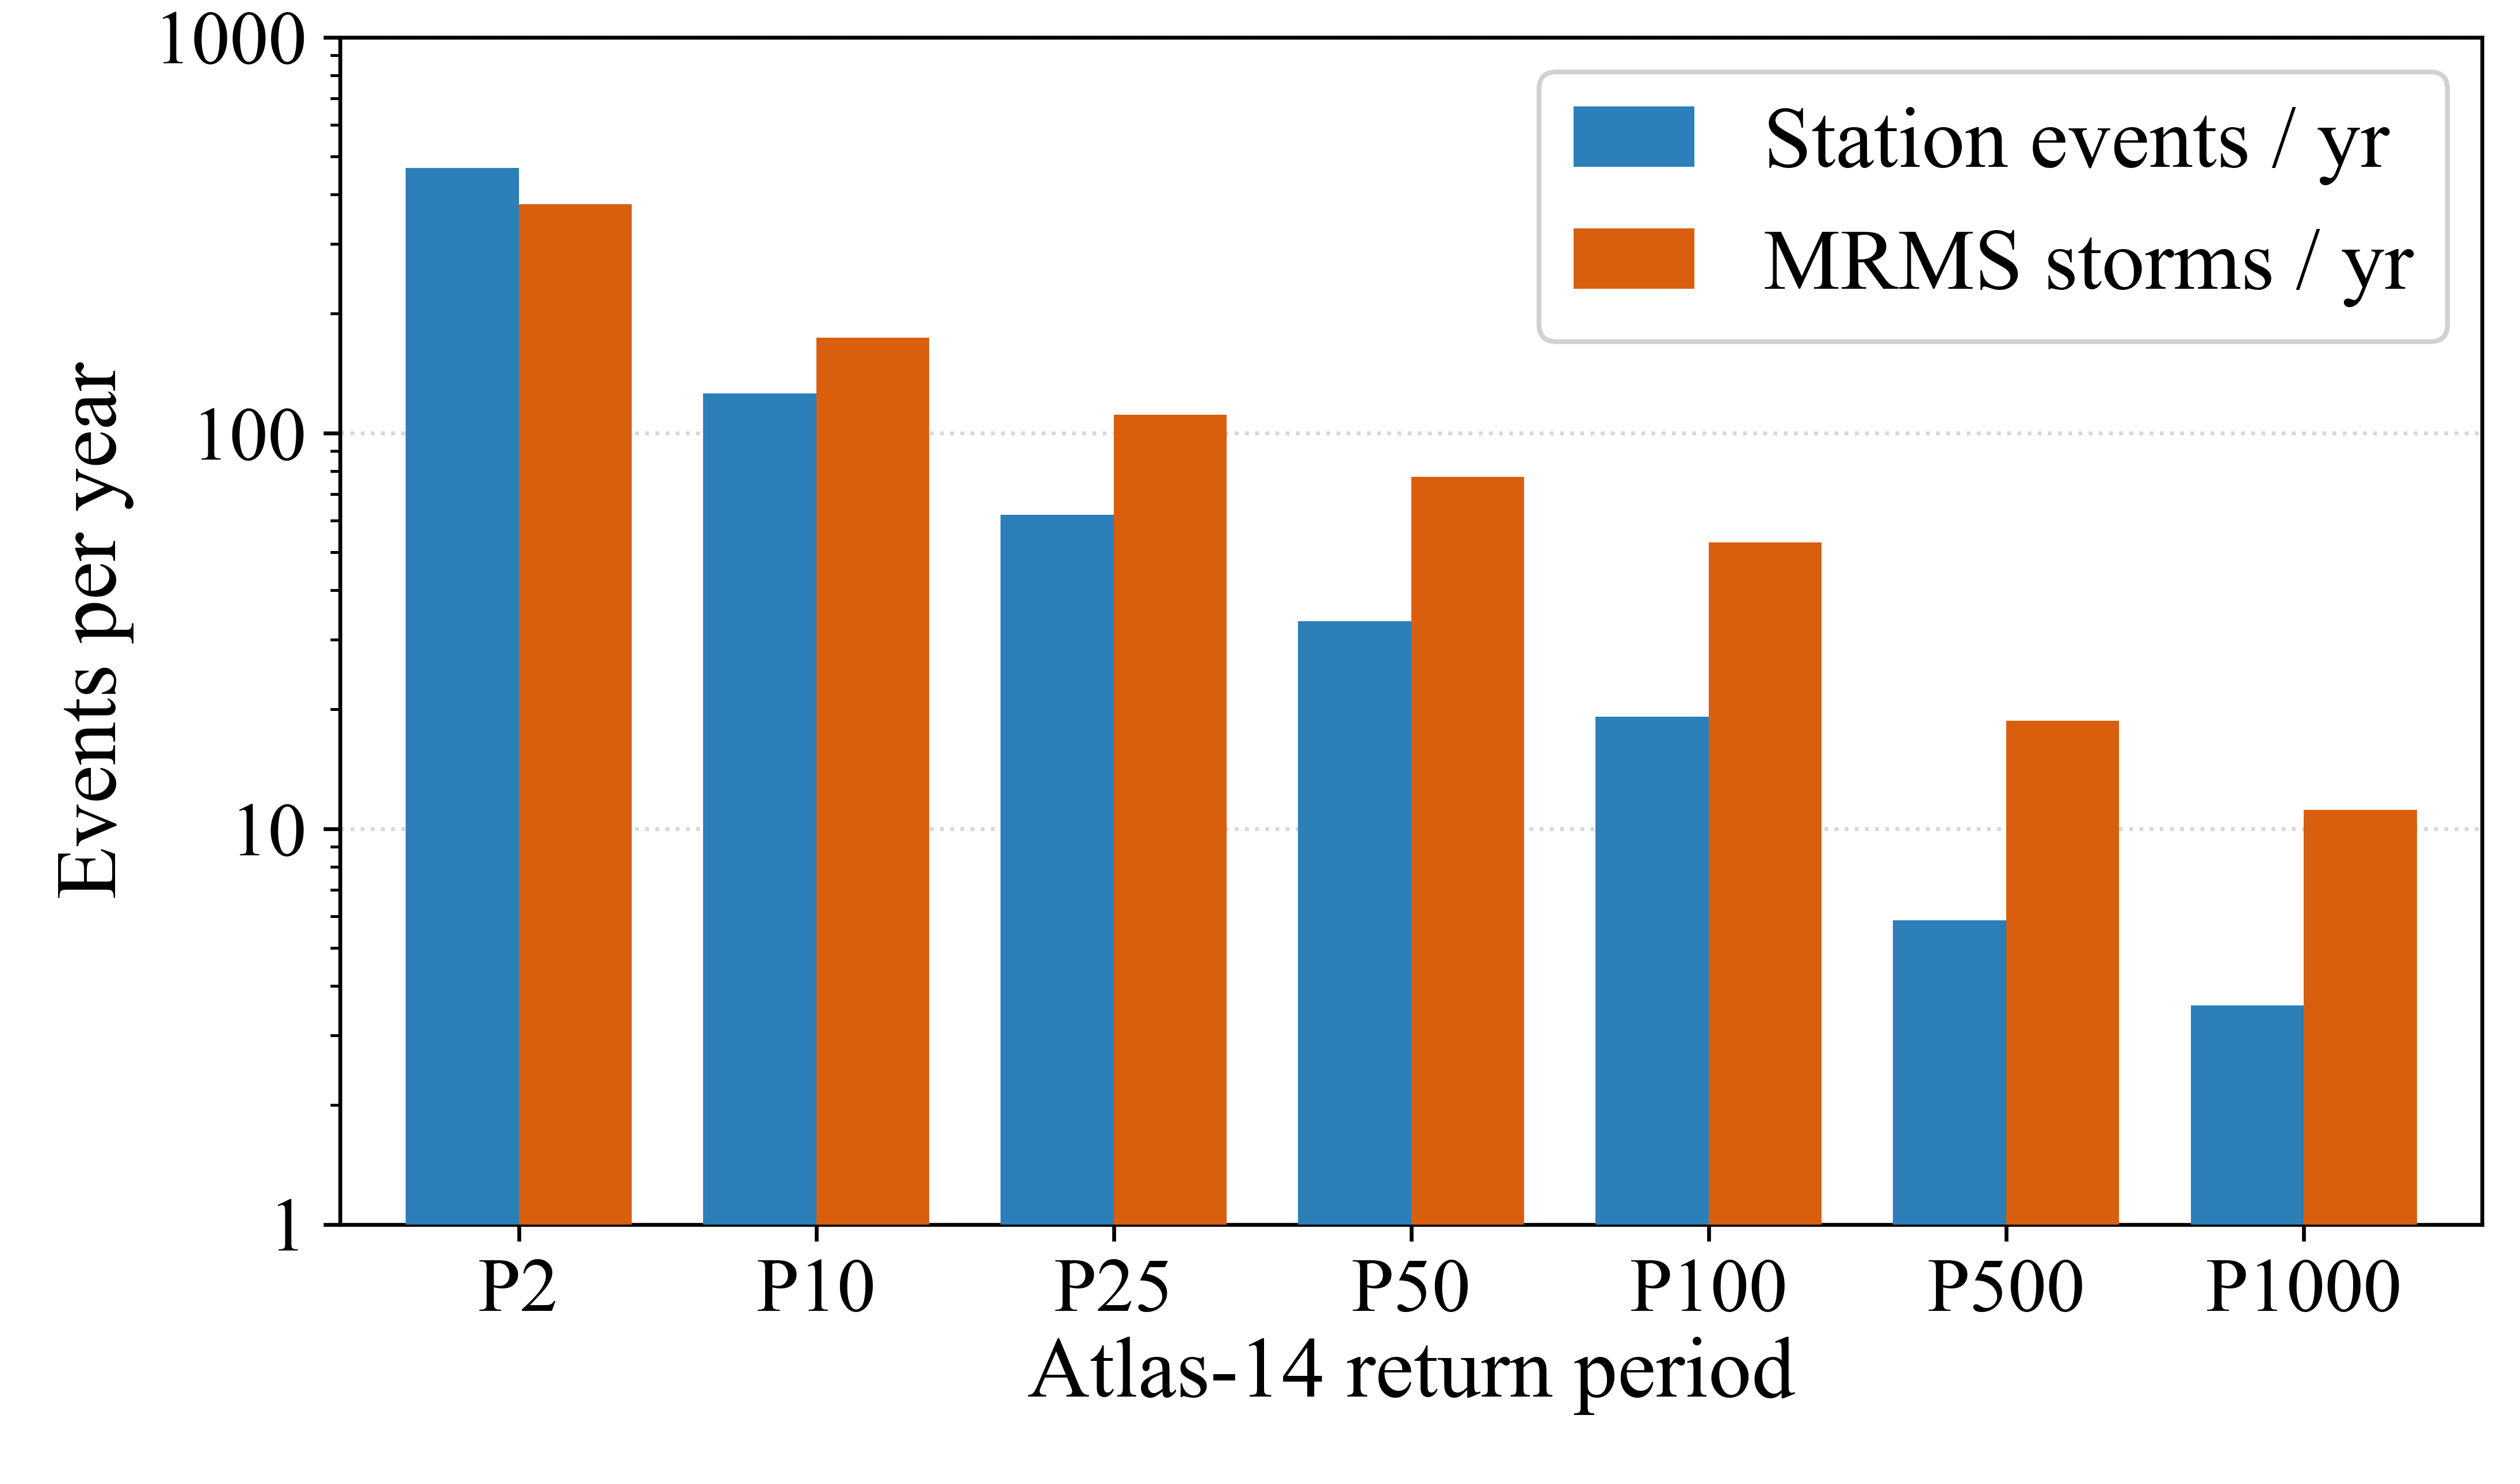 1000
100
10
1
Events per year
Station events / yr
MRMS storms / yr
P2 P10 P25 P50 P100 P500 P1000
Atlas-14 return period